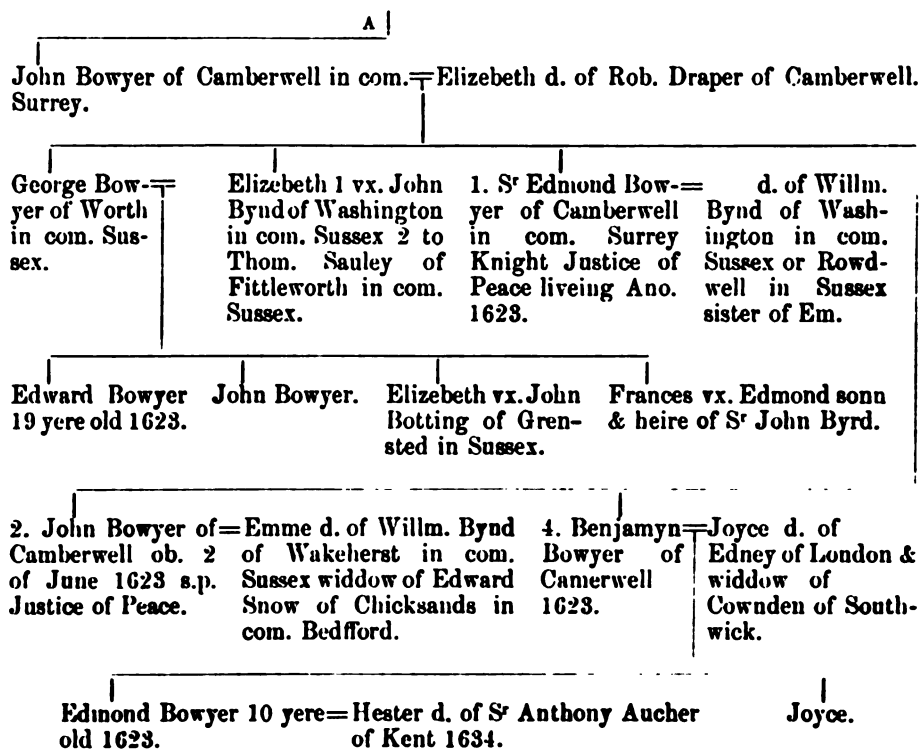 A
John Bowyer of Camberwell in com. = Elizebeth d. of Rob. Draper of Camberwell.
Surrey.
George Bow- =
yer of Worth
in com. Sus-
sex.
Elizebeth 1 vx. John
Bynd of Washington
in com. Sussex 2 to
Thom. Sauley of
Fittleworth in com.
Sussex.
1. Sr Edmond Bow- =
yer of Camberwell
in com. Surrey
Knight Justice of
Peace liveing Ano.
1623.
d. of Willm.
Bynd of Wash-
ington in com.
Sussex or Rowd-
well in Sussex
sister of Em.
Edward Bowyer
19 yere old 1623.
John Bowyer.
Elizebeth vx. John
Botting of Gren-
sted in Sussex.
Frances vx. Edmond sonn
& heire of Sr John Byrd.
2. John Bowyer of =
Camberwell ob. 2
of June 1623 s.p.
Justice of Peace.
Emme d. of Willm. Bynd
of Wakeherst in com.
Sussex widdow of Edward
Snow of Chicksands in
com. Bedfford.
4. Benjamyn =
Bowyer of
Camerwell
1623.
Joyce d. of
Edney of London &
widdow of
Cownden of South-
wick.
Edmond Bowyer 10 yere =
old 1623.
Hester d. of Sr Anthony Aucher
of Kent 1634.
Joyce.